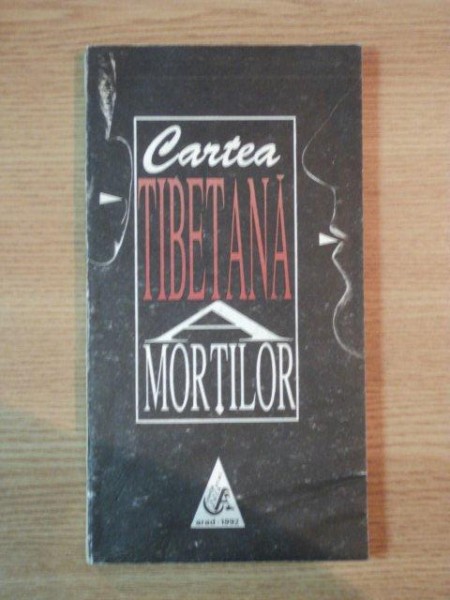 Cartea
TIBETANĂ
A
MORȚILOR
arad - 1992